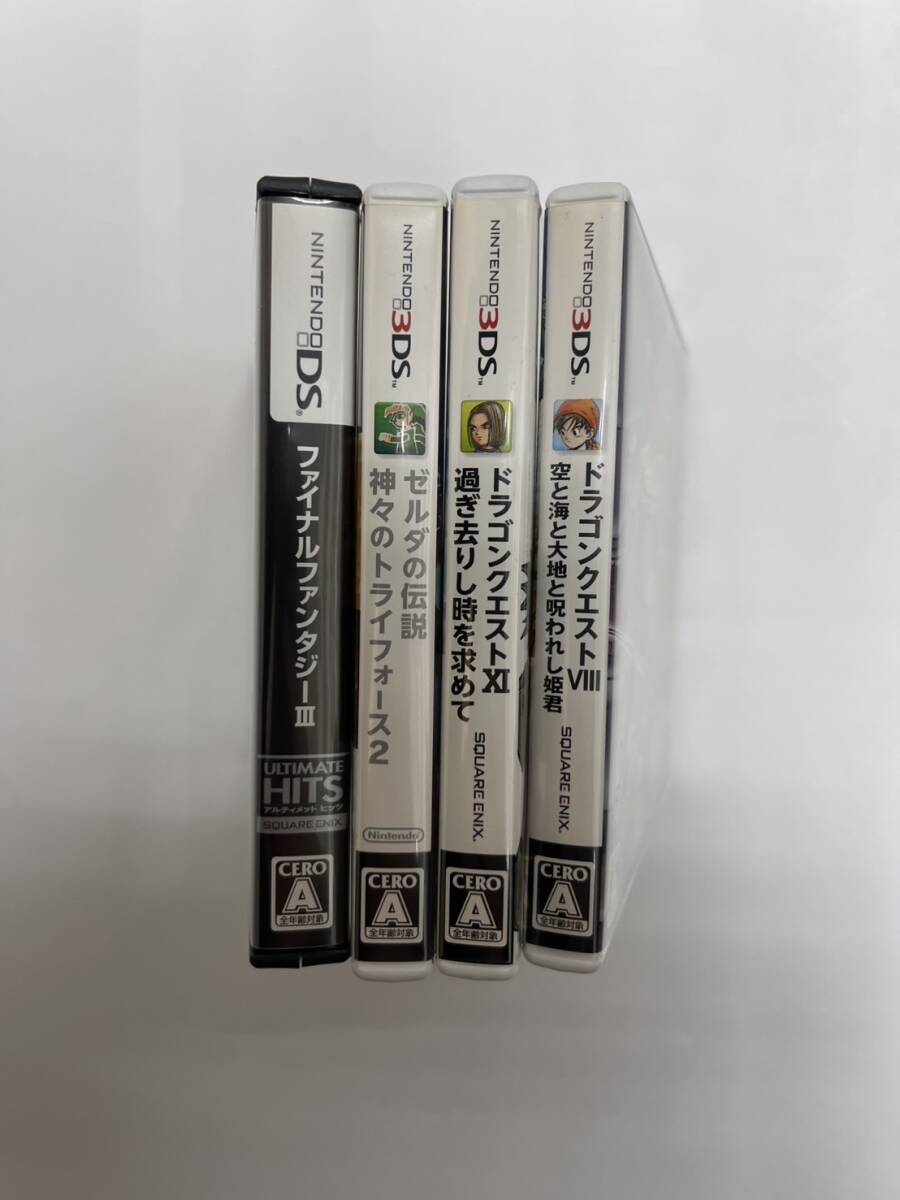 NINTENDO DS®
ファイナルファンタジーIII
ULTIMATE
HITS
アルティメット ヒッツ
SQUARE ENIX.
CERO
A
全年齢対象
NINTENDO 3DS™
ゼルダの伝説
神々のトライフォース2
Nintendo
CERO
A
全年齢対象
NINTENDO 3DS™
ドラゴンクエストXI
過ぎ去りし時を求めて
SQUARE ENIX.
CERO
A
全年齢対象
NINTENDO 3DS™
ドラゴンクエストVIII
空と海と大地と呪われし姫君
SQUARE ENIX.
CERO
A
全年齢対象